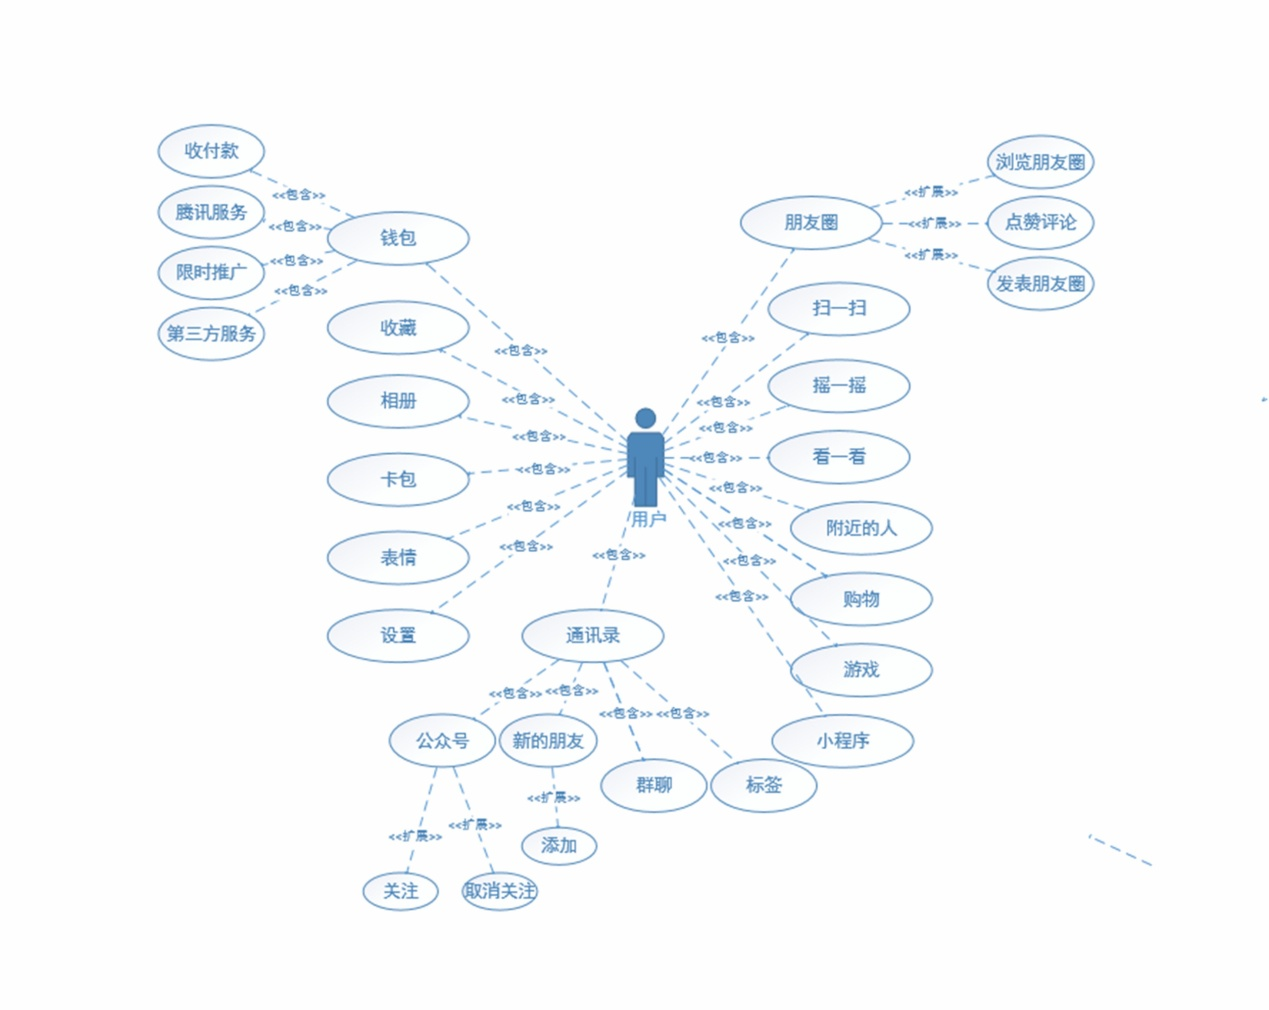 收付款
<<包含>>
腾讯服务
<<包含>>
限时推广
<<包含>>
第三方服务
<<包含>>
钱包
<<包含>>
收藏
<<包含>>
相册
<<包含>>
卡包
<<包含>>
表情
<<包含>>
设置
<<包含>>
用户
朋友圈
<<包含>>
<<扩展>>
浏览朋友圈
<<扩展>>
点赞评论
<<扩展>>
发表朋友圈
扫一扫
<<包含>>
摇一摇
<<包含>>
看一看
<<包含>>
附近的人
<<包含>>
购物
<<包含>>
游戏
<<包含>>
小程序
<<包含>>
<<包含>>
通讯录
<<包含>>
<<包含>>
<<包含>>
<<包含>>
公众号
新的朋友
群聊
标签
<<扩展>>
<<扩展>>
<<扩展>>
添加
关注
取消关注